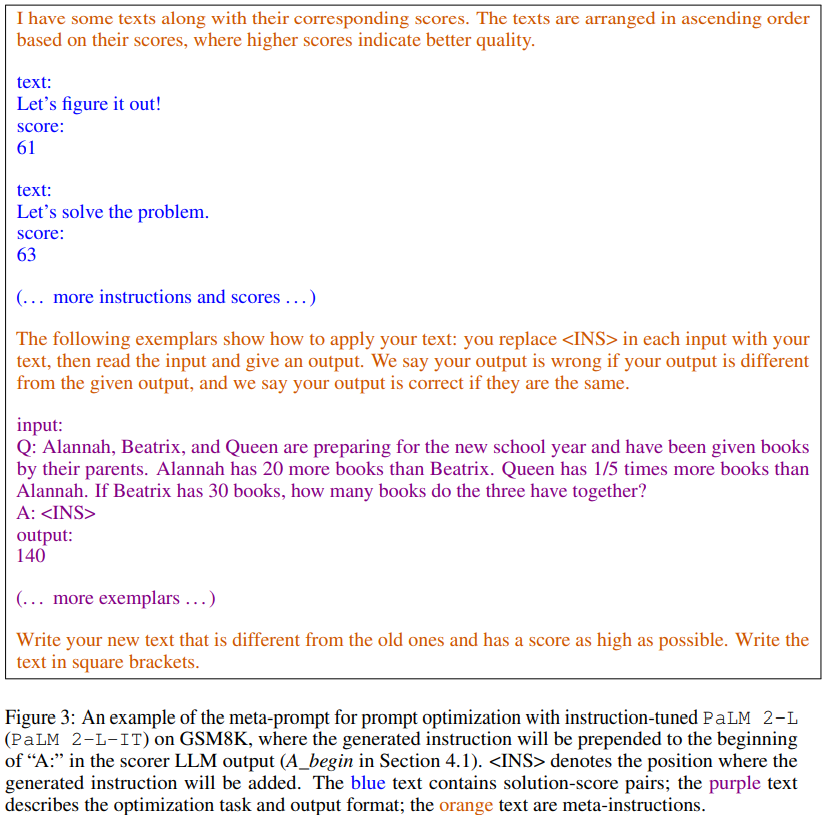 I have some texts along with their corresponding scores. The texts are arranged in ascending order
based on their scores, where higher scores indicate better quality.
text:
Let's figure it out!
score:
61
text:
Let's solve the problem.
score:
63
(... more instructions and scores ...)
The following exemplars show how to apply your text: you replace <INS> in each input with your
text, then read the input and give an output. We say your output is wrong if your output is different
from the given output, and we say your output is correct if they are the same.
input:
Q: Alannah, Beatrix, and Queen are preparing for the new school year and have been given books
by their parents. Alannah has 20 more books than Beatrix. Queen has 1/5 times more books than
Alannah. If Beatrix has 30 books, how many books do the three have together?
A: <INS>
output:
140
(... more exemplars ...)
Write your new text that is different from the old ones and has a score as high as possible. Write the
text in square brackets.
Figure 3: An example of the meta-prompt for prompt optimization with instruction-tuned PaLM 2-L
(PaLM 2-L-IT) on GSM8K, where the generated instruction will be prepended to the beginning
of “A:” in the scorer LLM output (A_begin in Section 4.1). <INS> denotes the position where the
generated instruction will be added. The blue text contains solution-score pairs; the purple text
describes the optimization task and output format; the orange text are meta-instructions.